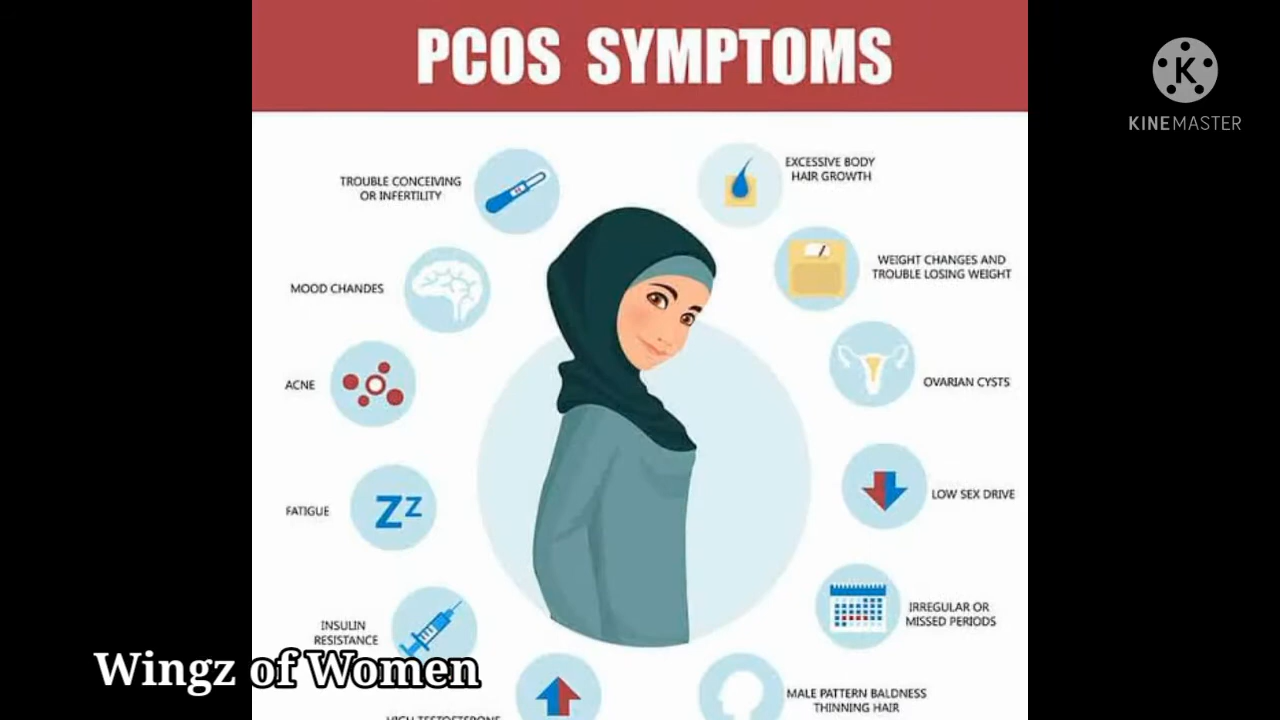 PCOS SYMPTOMS
K
KINEMASTER
TROUBLE CONCEIVING
OR INFERTILITY
EXCESSIVE BODY
HAIR GROWTH
MOOD CHANDES
WEIGHT CHANGES AND
TROUBLE LOSING WEIGHT
ACNE
OVARIAN CYSTS
FATIGUE
ZZ
LOW SEX DRIVE
INSULIN
RESISTANCE
IRREGULAR OR
MISSED PERIODS
Wingz of Women
MALE PATTERN BALDNESS
THINNING HAIR